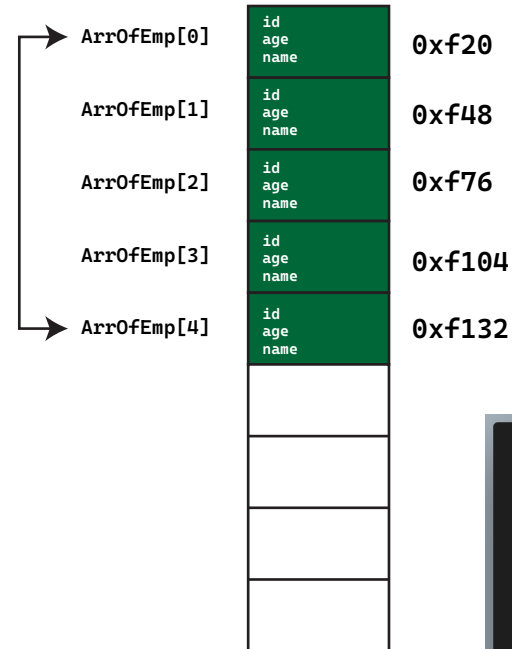 ArrOfEmp[0]
id
age
name
0xf20
ArrOfEmp[1]
id
age
name
0xf48
ArrOfEmp[2]
id
age
name
0xf76
ArrOfEmp[3]
id
age
name
0xf104
ArrOfEmp[4]
id
age
name
0xf132